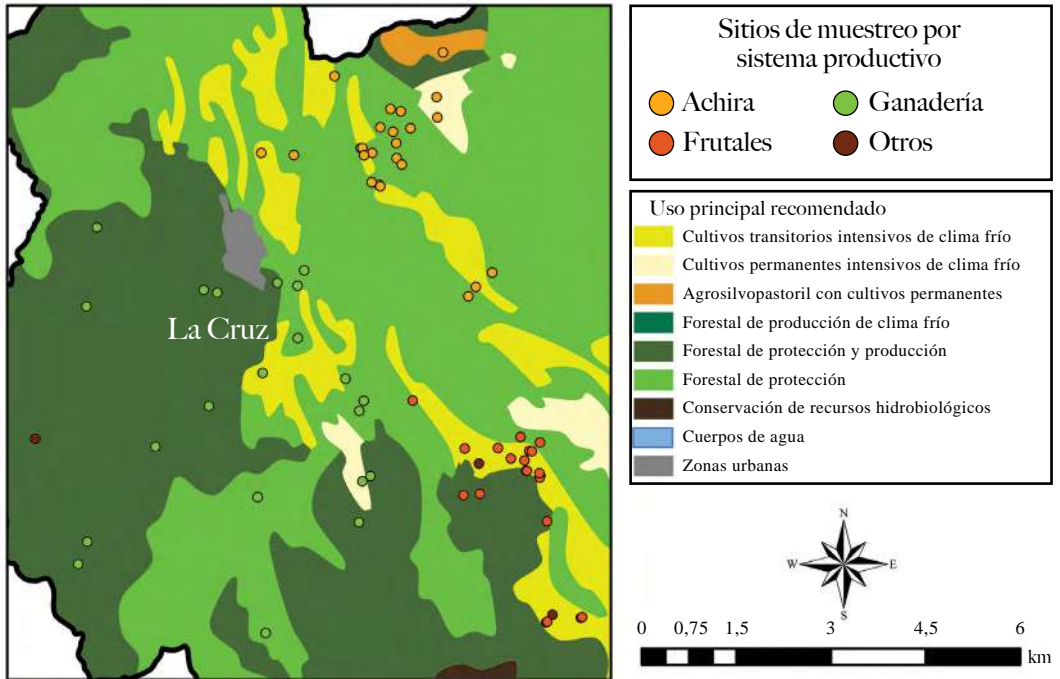 La Cruz
Sitios de muestreo por
sistema productivo
Achira
Ganadería
Frutales
Otros
Uso principal recomendado
Cultivos transitorios intensivos de clima frío
Cultivos permanentes intensivos de clima frío
Agrosilvopastoril con cultivos permanentes
Forestal de producción de clima frío
Forestal de protección y producción
Forestal de protección
Conservación de recursos hidrobiológicos
Cuerpos de agua
Zonas urbanas
N
W E
S
0 0,75 1,5 3 4,5 6
km